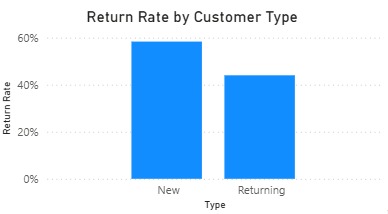 Return Rate by Customer Type
Return Rate
60%
40%
20%
0%
New Returning
Type